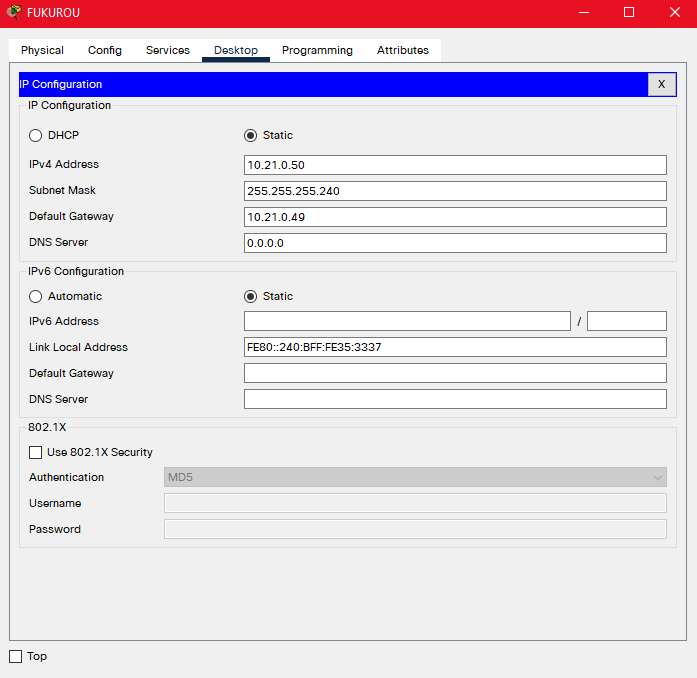 FUKUROU
Physical Config Services Desktop Programming Attributes
IP Configuration
X
IP Configuration
DHCP Static
IPv4 Address 10.21.0.50
Subnet Mask 255.255.255.240
Default Gateway 10.21.0.49
DNS Server 0.0.0.0
IPv6 Configuration
Automatic Static
IPv6 Address /
Link Local Address FE80::240:BFF:FE35:3337
Default Gateway
DNS Server
802.1X
Use 802.1X Security
Authentication MD5
Username
Password
Top